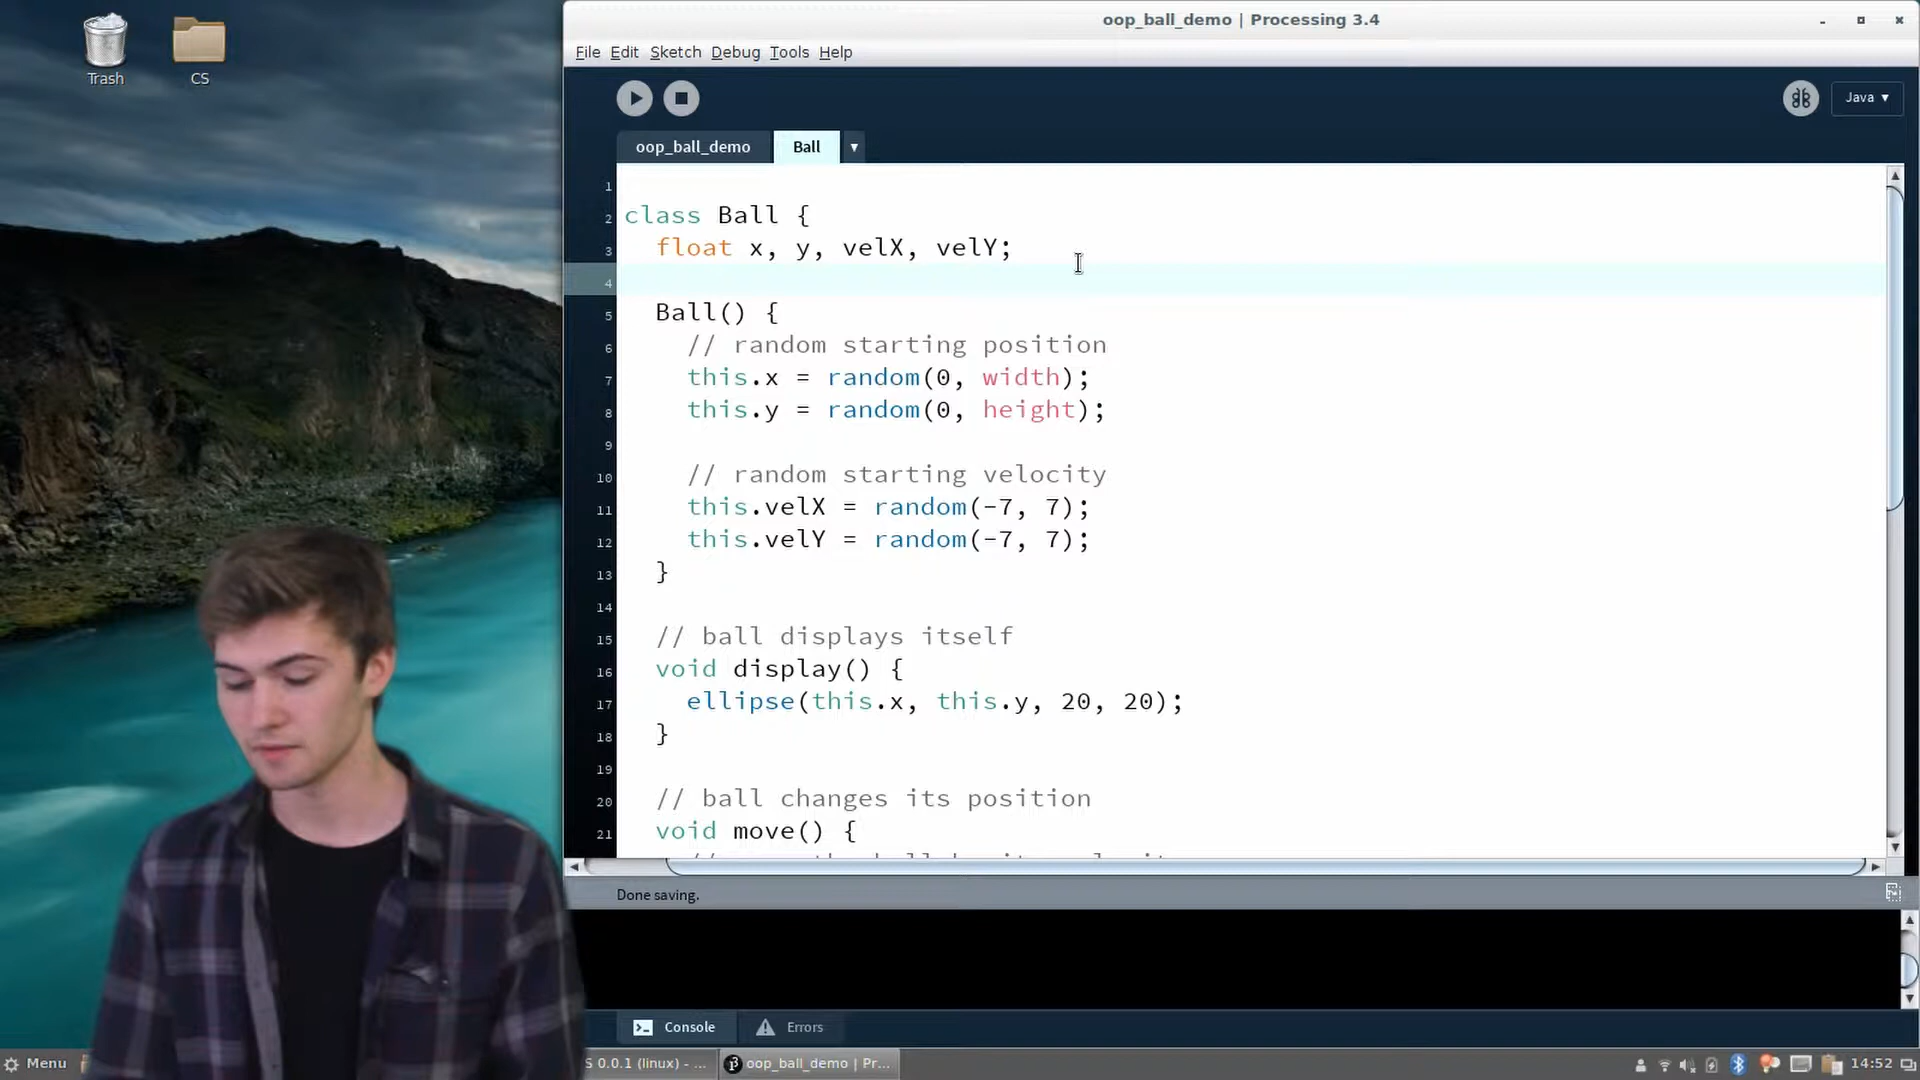 Trash
CS
oop_ball_demo | Processing 3.4
File Edit Sketch Debug Tools Help
Java ▾
oop_ball_demo Ball ▾
1
2 class Ball {
3 float x, y, velX, velY;
4
5 Ball() {
6 // random starting position
7 this.x = random(0, width);
8 this.y = random(0, height);
9
10 // random starting velocity
11 this.velX = random(-7, 7);
12 this.velY = random(-7, 7);
13 }
14
15 // ball displays itself
16 void display() {
17 ellipse(this.x, this.y, 20, 20);
18 }
19
20 // ball changes its position
21 void move() {
Done saving.
Console Errors
Menu S 0.0.1 (linux) - ... oop_ball_demo | Pr... 14:52